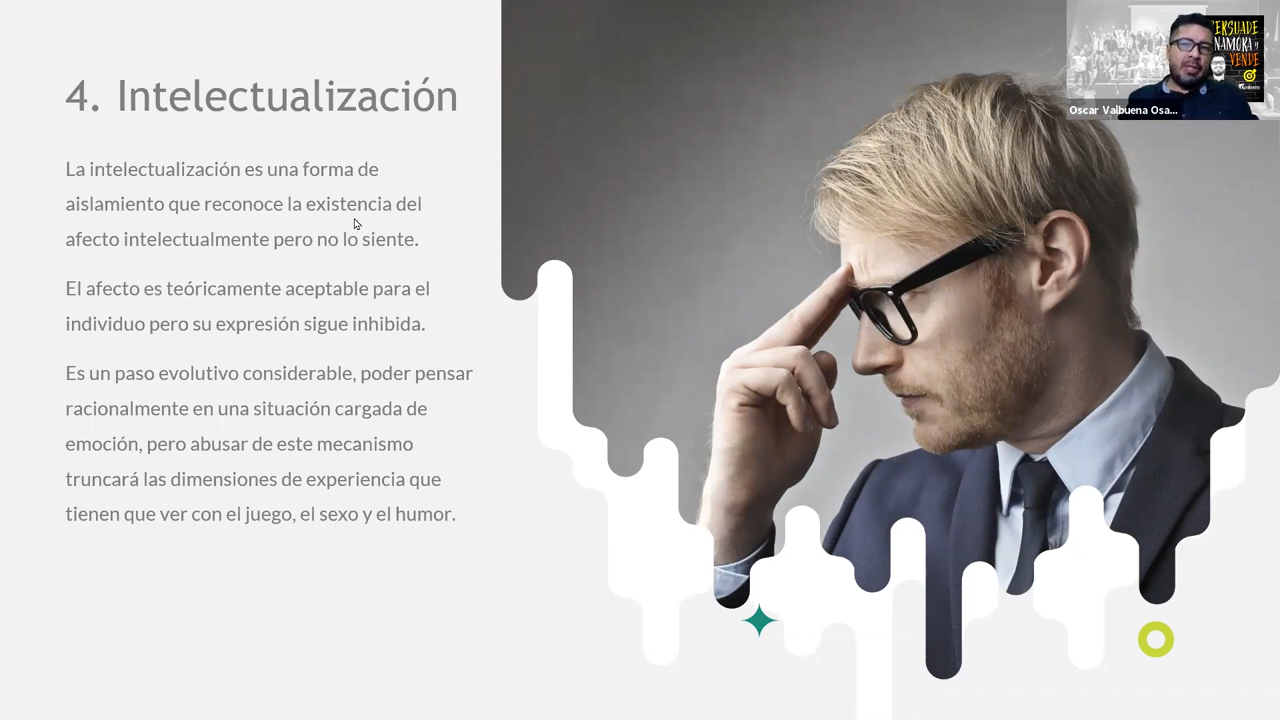 4. Intelectualización
La intelectualización es una forma de
aislamiento que reconoce la existencia del
afecto intelectualmente pero no lo siente.
El afecto es teóricamente aceptable para el
individuo pero su expresión sigue inhibida.
Es un paso evolutivo considerable, poder pensar
racionalmente en una situación cargada de
emoción, pero abusar de este mecanismo
truncará las dimensiones de experiencia que
tienen que ver con el juego, el sexo y el humor.
ERSUADE
NAMORA y
VENDE
Oscar Valbuena Osa...